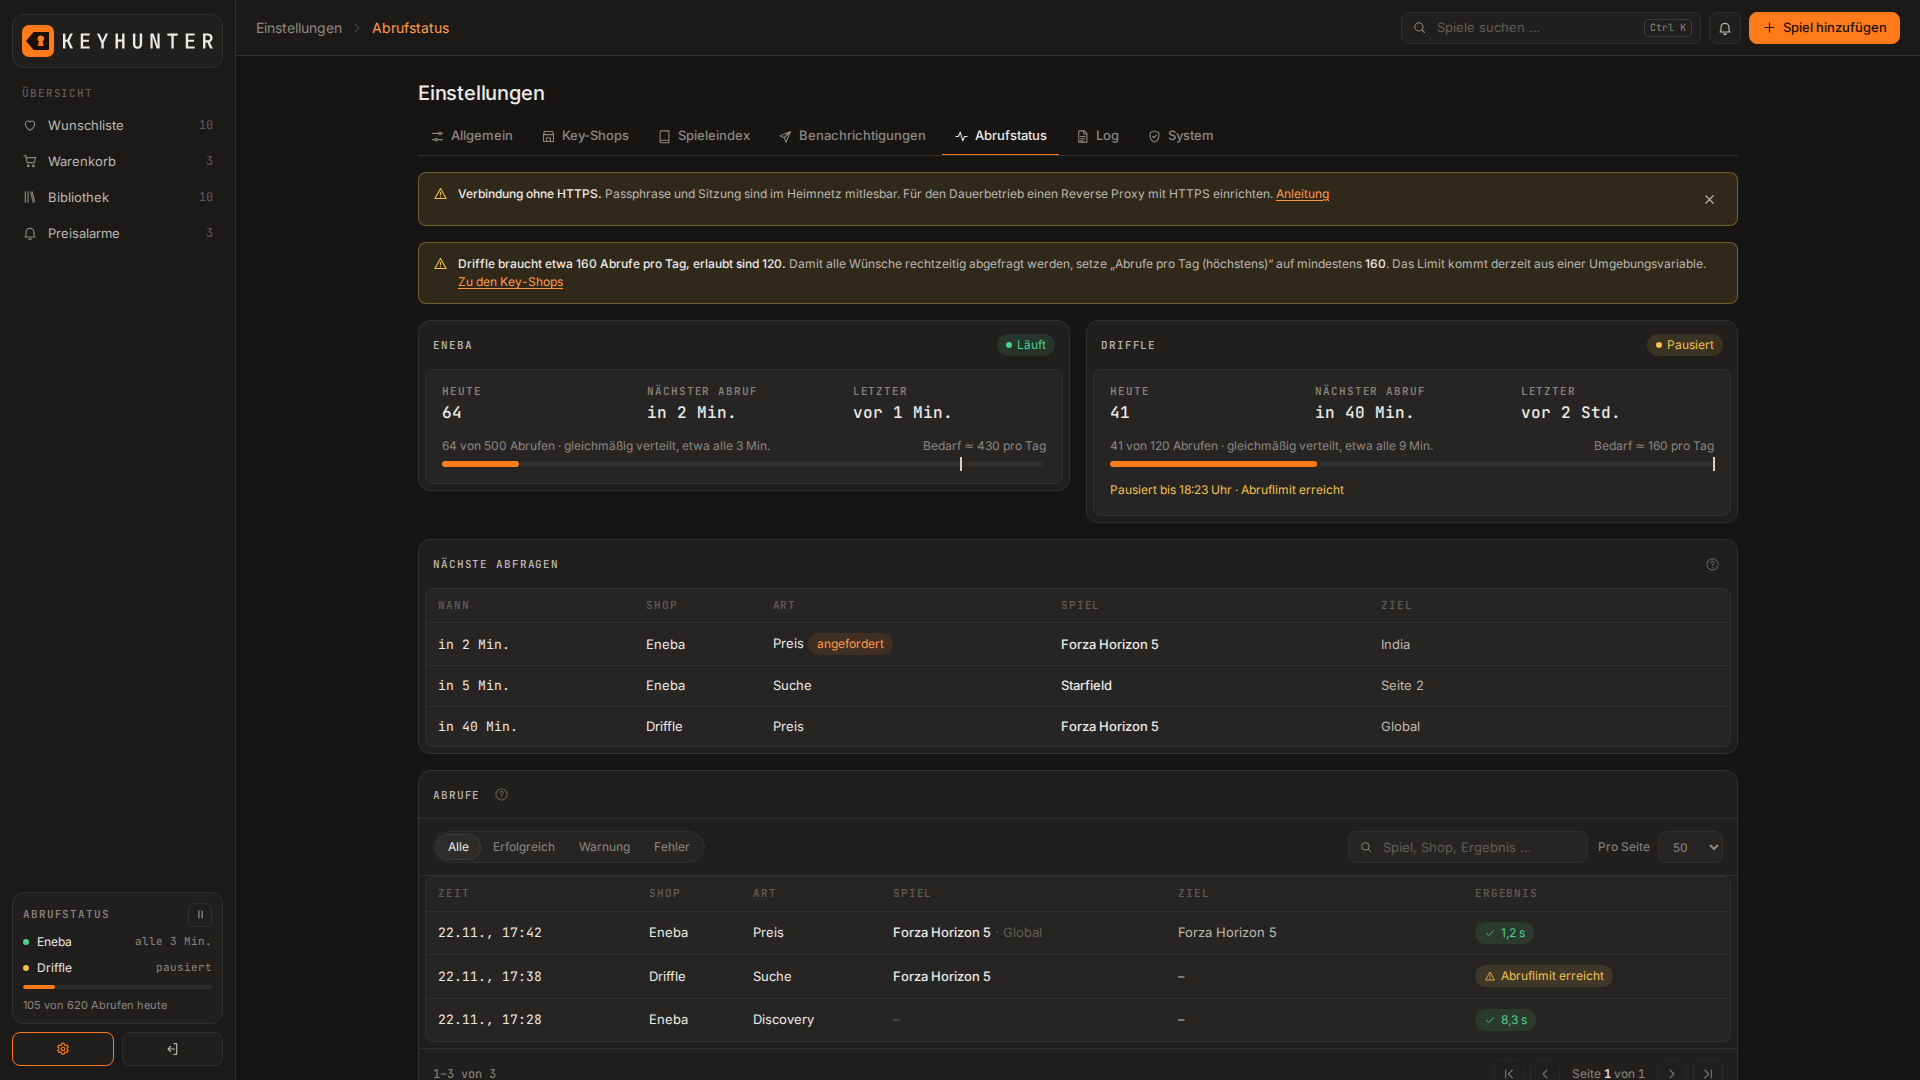 KEYHUNTER
Einstellungen
Abrufstatus
Spiele suchen ...
Ctrl K
Spiel hinzufügen
ÜBERSICHT
Wunschliste 10
Warenkorb 3
Bibliothek 10
Preisalarme 3
Einstellungen
Allgemein
Key-Shops
Spieleindex
Benachrichtigungen
Abrufstatus
Log
System
Verbindung ohne HTTPS. Passphrase und Sitzung sind im Heimnetz mitlesbar. Für den Dauerbetrieb einen Reverse Proxy mit HTTPS einrichten. Anleitung
Driffle braucht etwa 160 Abrufe pro Tag, erlaubt sind 120. Damit alle Wünsche rechtzeitig abgefragt werden, setze „Abrufe pro Tag (höchstens)“ auf mindestens 160. Das Limit kommt derzeit aus einer Umgebungsvariable.
Zu den Key-Shops
ENEBA
Läuft
HEUTE NÄCHSTER ABRUF LETZTER
64 in 2 Min. vor 1 Min.
64 von 500 Abrufen · gleichmäßig verteilt, etwa alle 3 Min. Bedarf ≈ 430 pro Tag
DRIFFLE
Pausiert
HEUTE NÄCHSTER ABRUF LETZTER
41 in 40 Min. vor 2 Std.
41 von 120 Abrufen · gleichmäßig verteilt, etwa alle 9 Min. Bedarf ≈ 160 pro Tag
Pausiert bis 18:23 Uhr · Abruflimit erreicht
NÄCHSTE ABFRAGEN
WANN SHOP ART SPIEL ZIEL
in 2 Min. Eneba Preis angefordert Forza Horizon 5 India
in 5 Min. Eneba Suche Starfield Seite 2
in 40 Min. Driffle Preis Forza Horizon 5 Global
ABRUFE
Alle Erfolgreich Warnung Fehler
Spiel, Shop, Ergebnis ...
Pro Seite 50
ZEIT SHOP ART SPIEL ZIEL ERGEBNIS
22.11., 17:42 Eneba Preis Forza Horizon 5 · Global Forza Horizon 5 1,2 s
22.11., 17:38 Driffle Suche Forza Horizon 5 – Abruflimit erreicht
22.11., 17:28 Eneba Discovery – – 8,3 s
1–3 von 3
Seite 1 von 1
ABRUFSTATUS
Eneba alle 3 Min.
Driffle pausiert
105 von 620 Abrufen heute